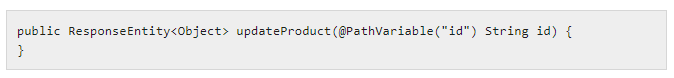 public ResponseEntity<Object> updateProduct(@PathVariable("id") String id) {
}